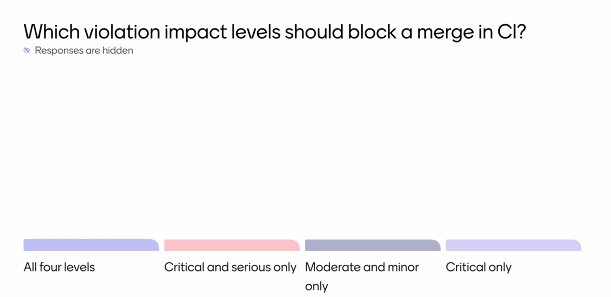 Which violation impact levels should block a merge in CI?
Responses are hidden
All four levels
Critical and serious only
Moderate and minor
only
Critical only